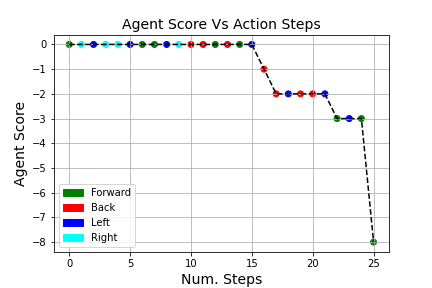 Agent Score Vs Action Steps
Agent Score
0
−1
−2
−3
−4
−5
−6
−7
−8
Forward
Back
Left
Right
0 5 10 15 20 25
Num. Steps